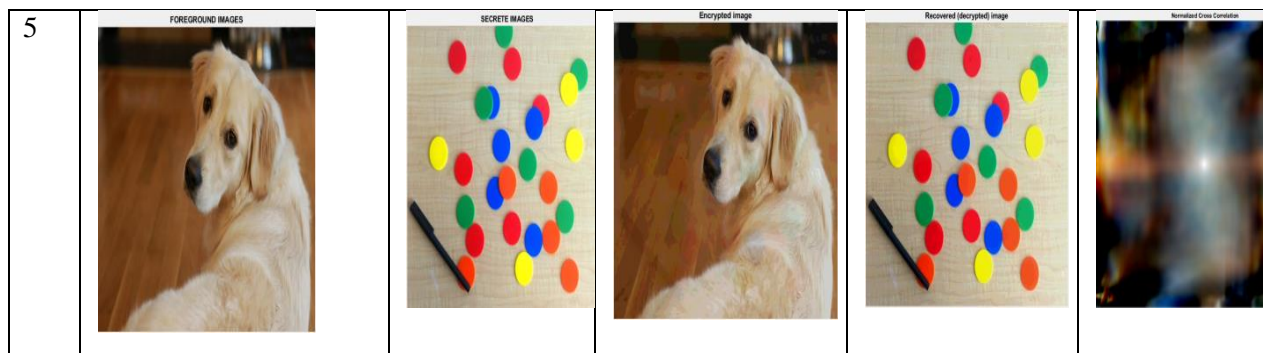 5
FOREGROUND IMAGES
SECRETE IMAGES
Encrypted image
Recovered (decrypted) image
Normalized Cross Correlation